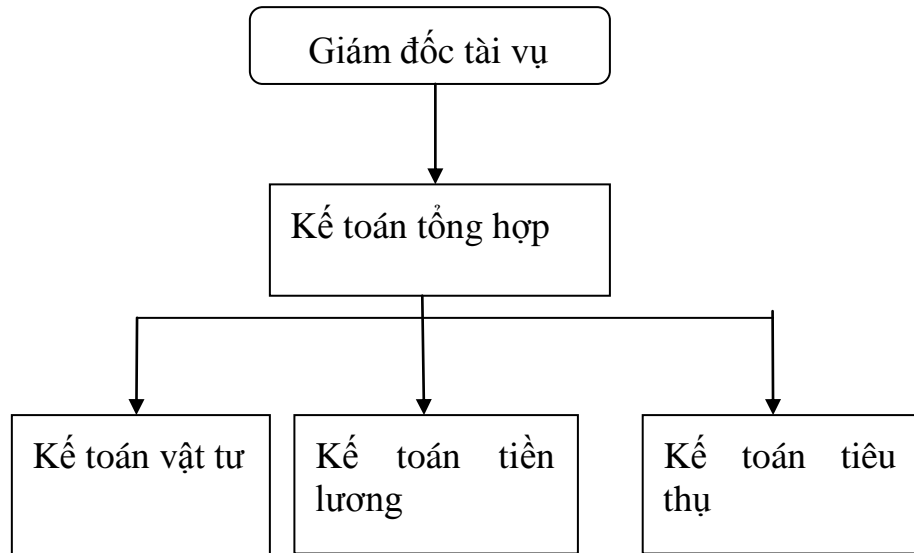 Giám đốc tài vụ
Kế toán tổng hợp
Kế toán vật tư
Kế toán tiền
lương
Kế toán tiêu
thụ